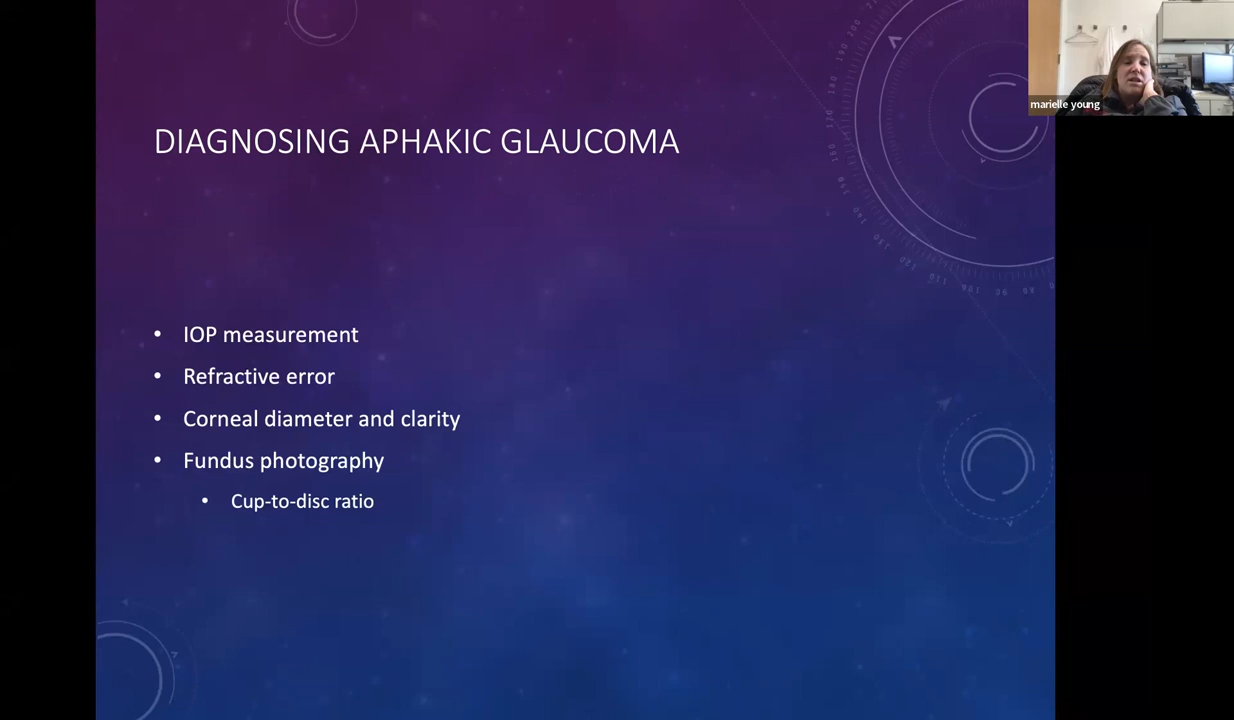 marielle young
DIAGNOSING APHAKIC GLAUCOMA
• IOP measurement
• Refractive error
• Corneal diameter and clarity
• Fundus photography
• Cup-to-disc ratio